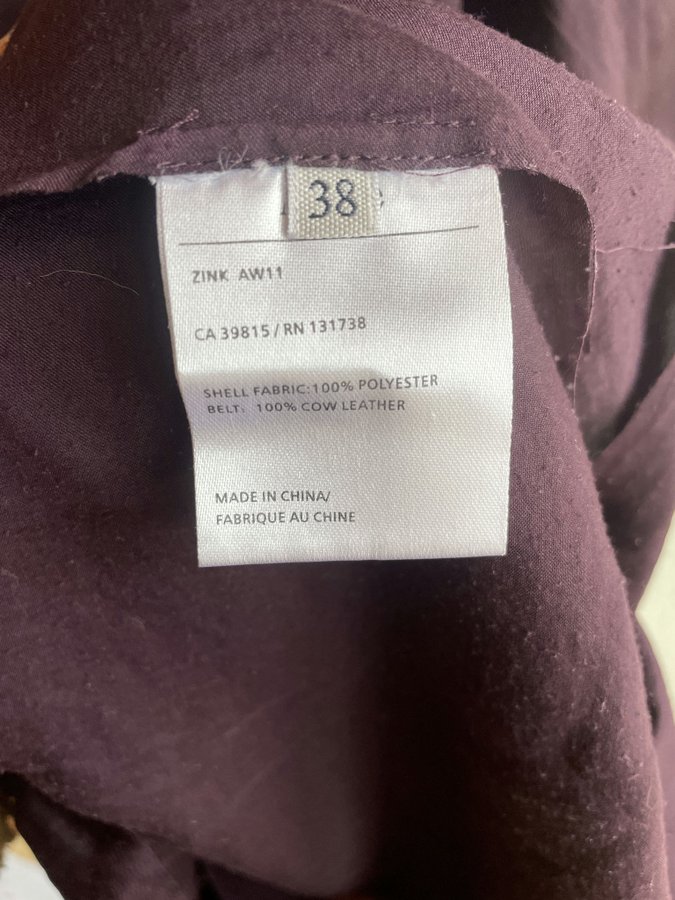 38
ZINK AW11
CA 39815 / RN 131738
SHELL FABRIC:100% POLYESTER
BELT: 100% COW LEATHER
MADE IN CHINA/
FABRIQUE AU CHINE